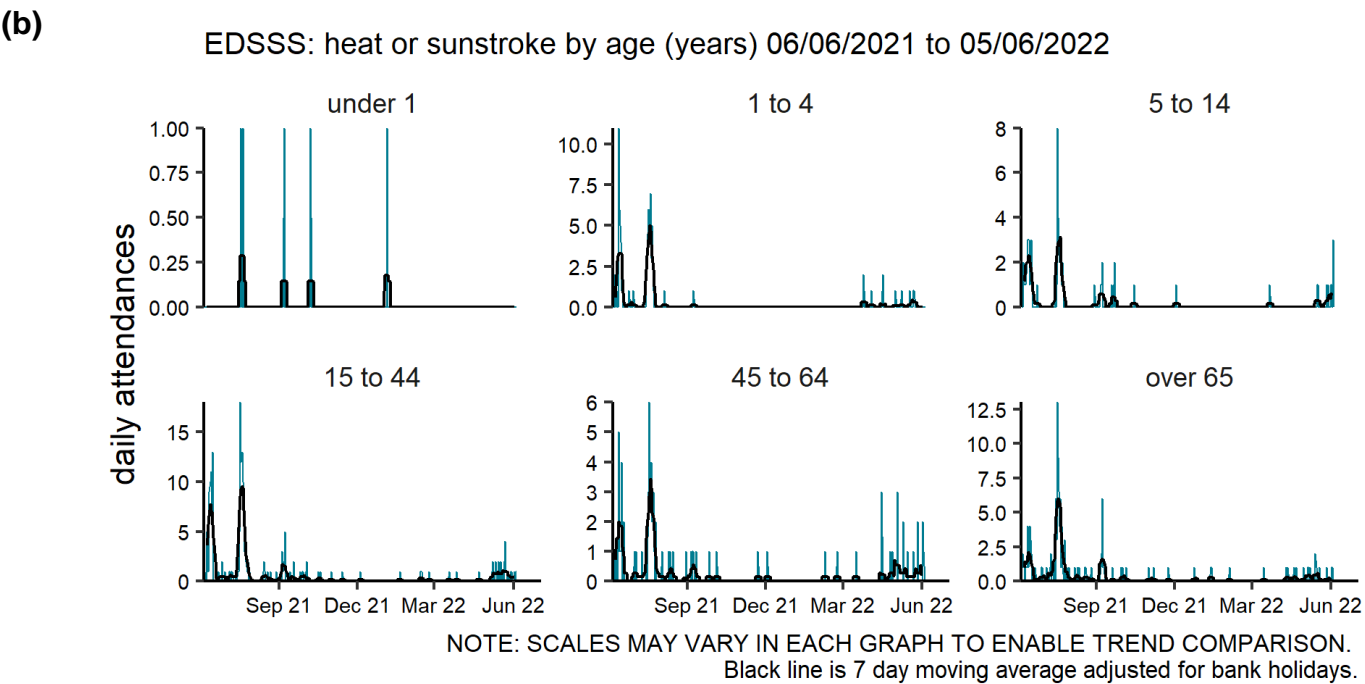 (b)
EDSSS: heat or sunstroke by age (years) 06/06/2021 to 05/06/2022
daily attendances
under 1
1.00
0.75
0.50
0.25
0.00
1 to 4
10.0
7.5
5.0
2.5
0.0
5 to 14
8
6
4
2
0
15 to 44
15
10
5
0
Sep 21 Dec 21 Mar 22 Jun 22
45 to 64
6
5
4
3
2
1
0
Sep 21 Dec 21 Mar 22 Jun 22
over 65
12.5
10.0
7.5
5.0
2.5
0.0
Sep 21 Dec 21 Mar 22 Jun 22
NOTE: SCALES MAY VARY IN EACH GRAPH TO ENABLE TREND COMPARISON.
Black line is 7 day moving average adjusted for bank holidays.